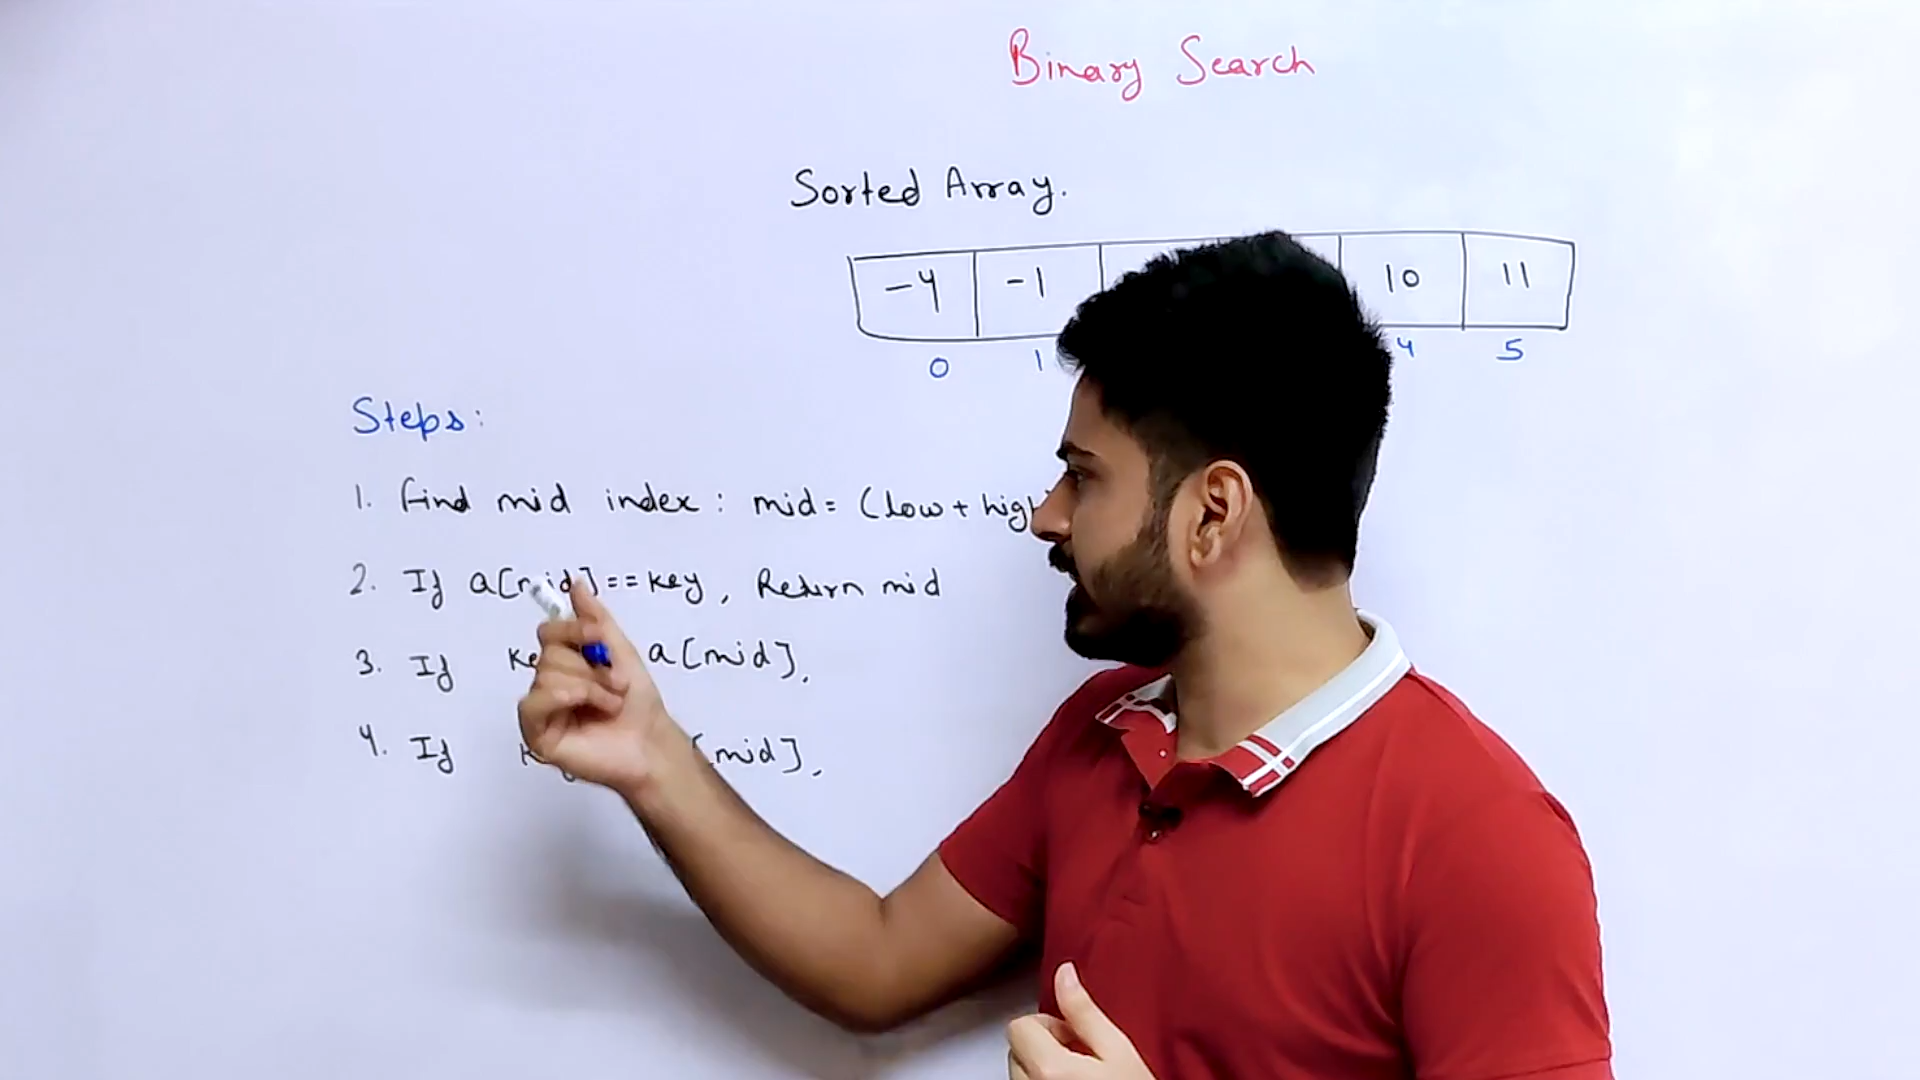 Binary Search
Sorted Array.
-4 -1 10 11
0 1 4 5
Steps:
1. Find mid index: mid = (low + high
2. If a[mid]==key, Return mid
3. If a[mid],
4. If [mid],